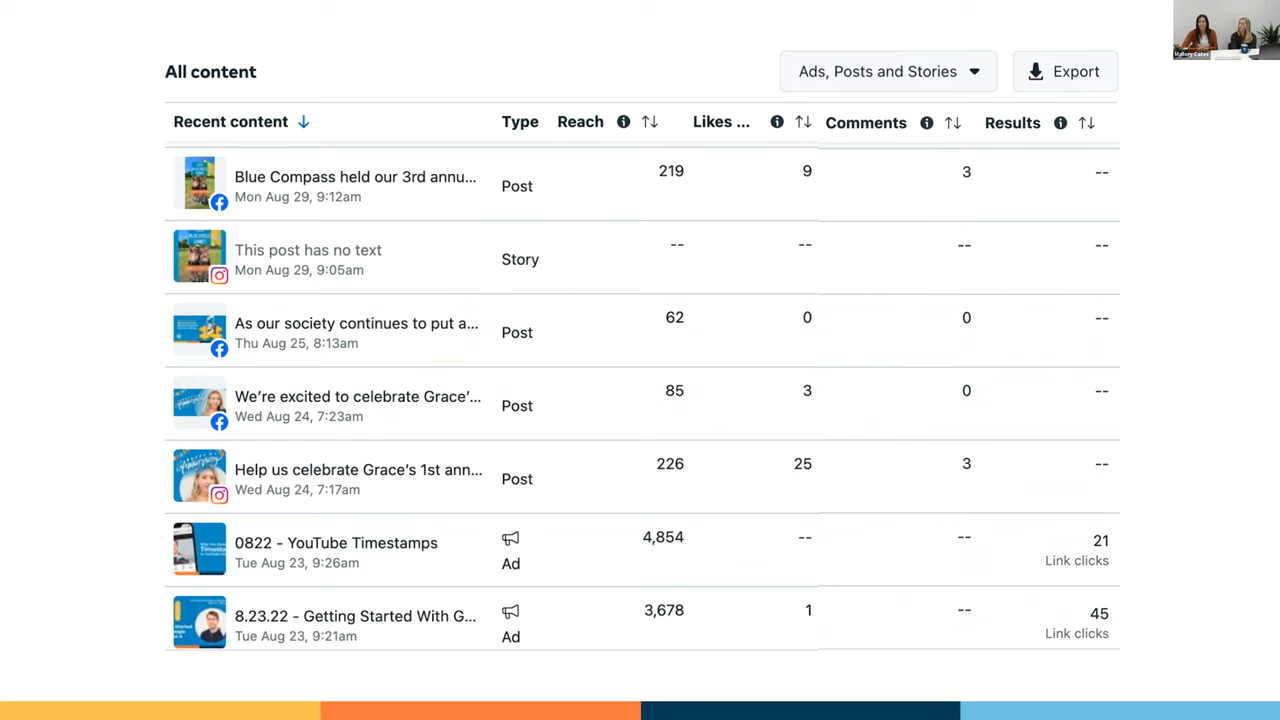 Mallory Cates
All content
Ads, Posts and Stories
Export
Recent content Type Reach Likes ... Comments Results
Blue Compass held our 3rd annu... 219 9 3 --
Mon Aug 29, 9:12am Post
This post has no text -- -- -- --
Mon Aug 29, 9:05am Story
As our society continues to put a... 62 0 0 --
Thu Aug 25, 8:13am Post
We're excited to celebrate Grace'... 85 3 0 --
Wed Aug 24, 7:23am Post
Help us celebrate Grace's 1st ann... 226 25 3 --
Wed Aug 24, 7:17am Post
0822 - YouTube Timestamps 4,854 -- -- 21
Tue Aug 23, 9:26am Ad Link clicks
8.23.22 - Getting Started With G... 3,678 1 -- 45
Tue Aug 23, 9:21am Ad Link clicks